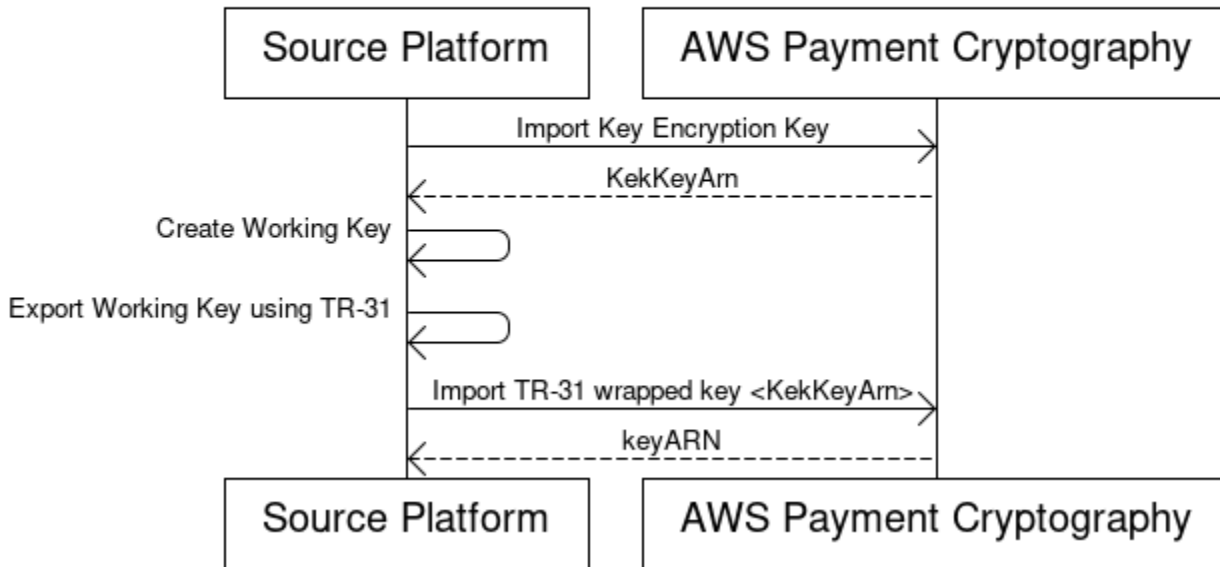 Source Platform
AWS Payment Cryptography
Import Key Encryption Key
KekKeyArn
Create Working Key
Export Working Key using TR-31
Import TR-31 wrapped key <KekKeyArn>
keyARN
Source Platform
AWS Payment Cryptography